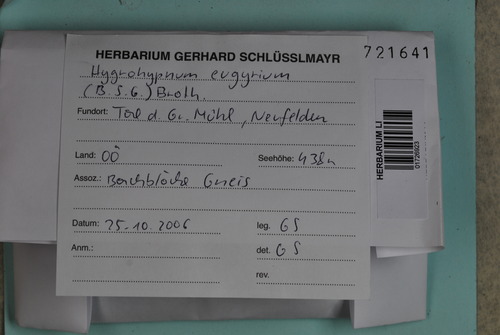 HERBARIUM GERHARD SCHLÜSSLMAYR
721641
Hygrohypnum eugyrium
(B.S.G.) Broth.
Fundort: Tal d. Gr. Mühl, Neufelden
Land: OÖ
Seehöhe: 438m
Assoz.: Bachblöcke Gneis
Datum: 25.10.2006
leg. GS
Anm.:
det. GS
rev.
HERBARIUM LI